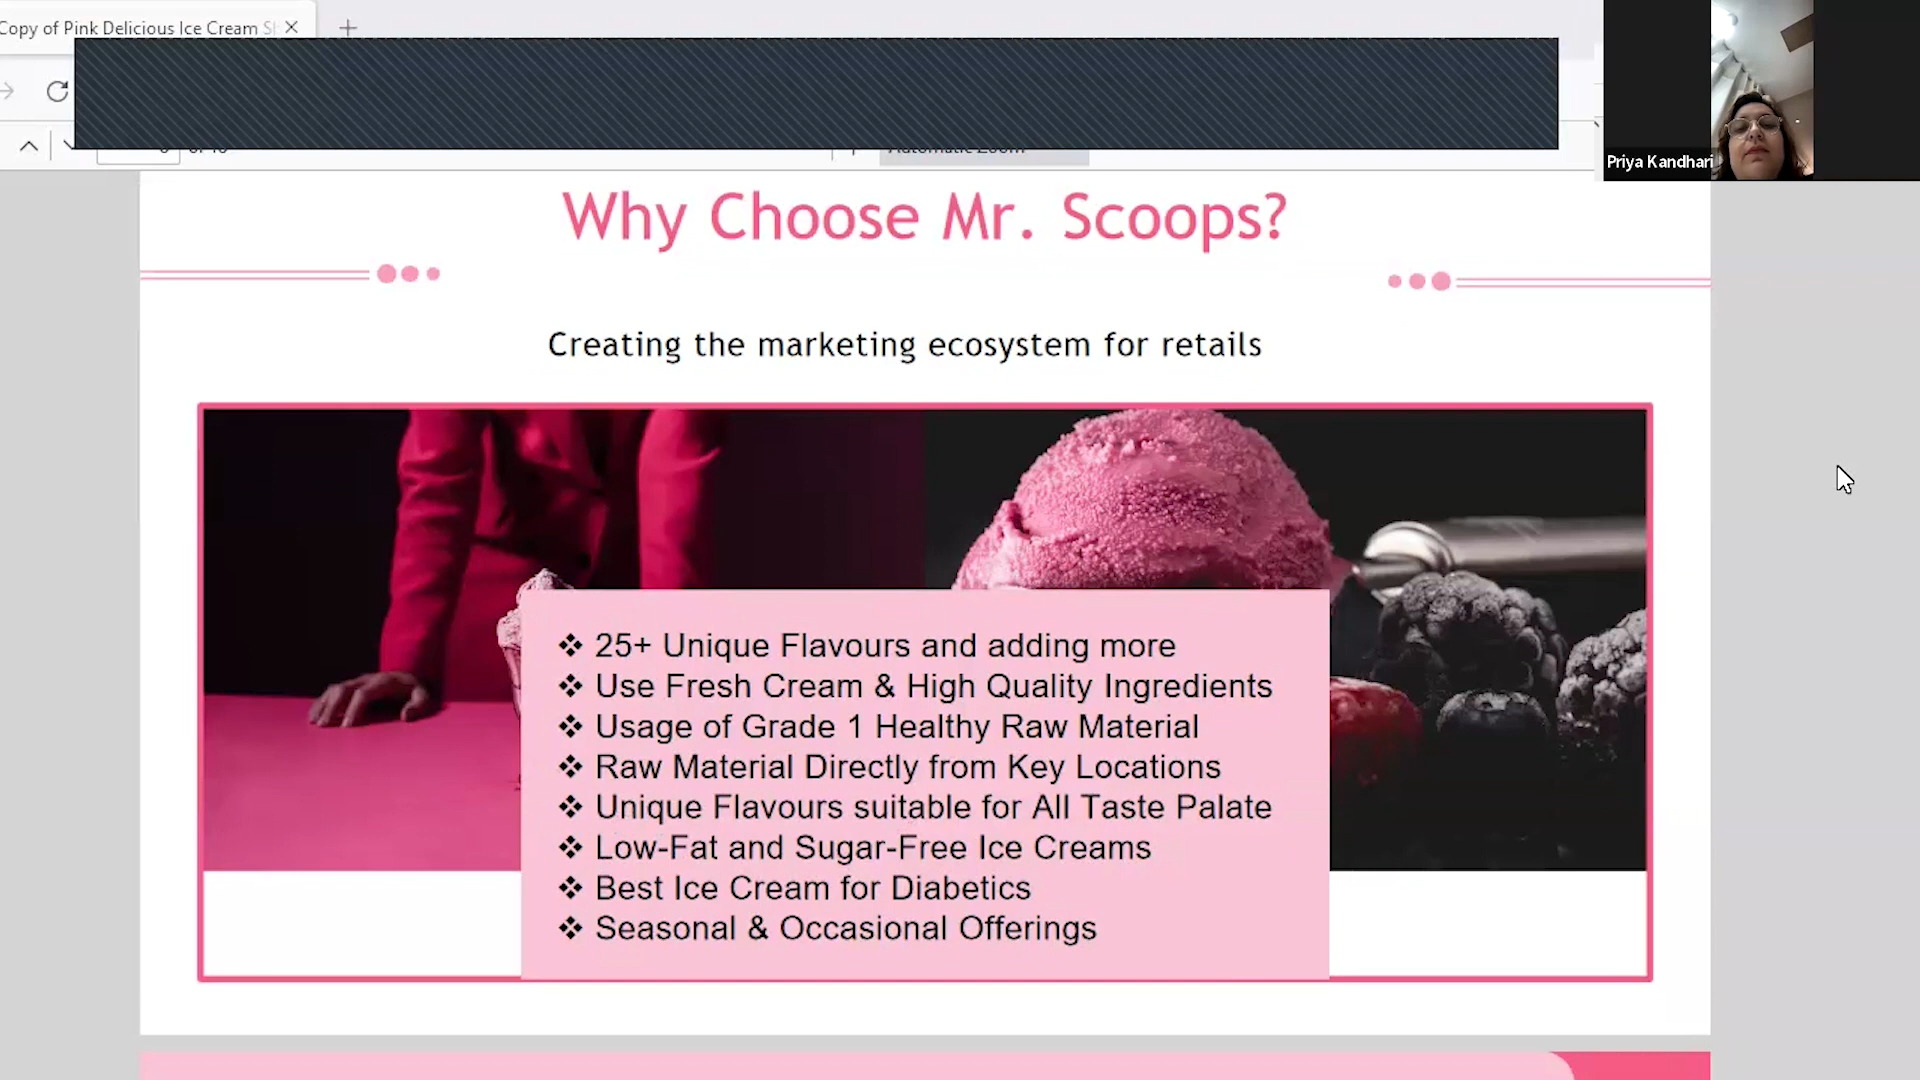 Copy of Pink Delicious Ice Cream
Priya Kandhari
Why Choose Mr. Scoops?
Creating the marketing ecosystem for retails
❖ 25+ Unique Flavours and adding more
❖ Use Fresh Cream & High Quality Ingredients
❖ Usage of Grade 1 Healthy Raw Material
❖ Raw Material Directly from Key Locations
❖ Unique Flavours suitable for All Taste Palate
❖ Low-Fat and Sugar-Free Ice Creams
❖ Best Ice Cream for Diabetics
❖ Seasonal & Occasional Offerings